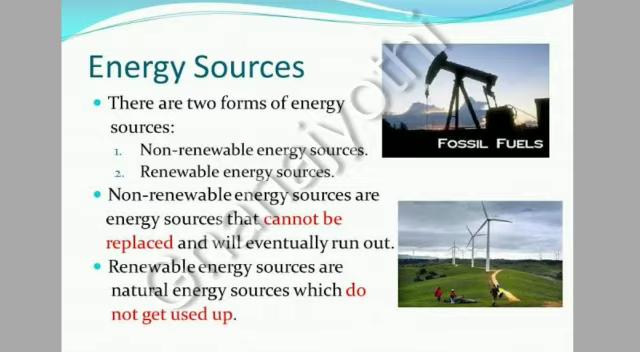 Energy Sources
• There are two forms of energy
sources:
1. Non-renewable energy sources.
2. Renewable energy sources.
• Non-renewable energy sources are
energy sources that cannot be
replaced and will eventually run out.
• Renewable energy sources are
natural energy sources which do
not get used up.
FOSSIL FUELS
Gnanajyothi